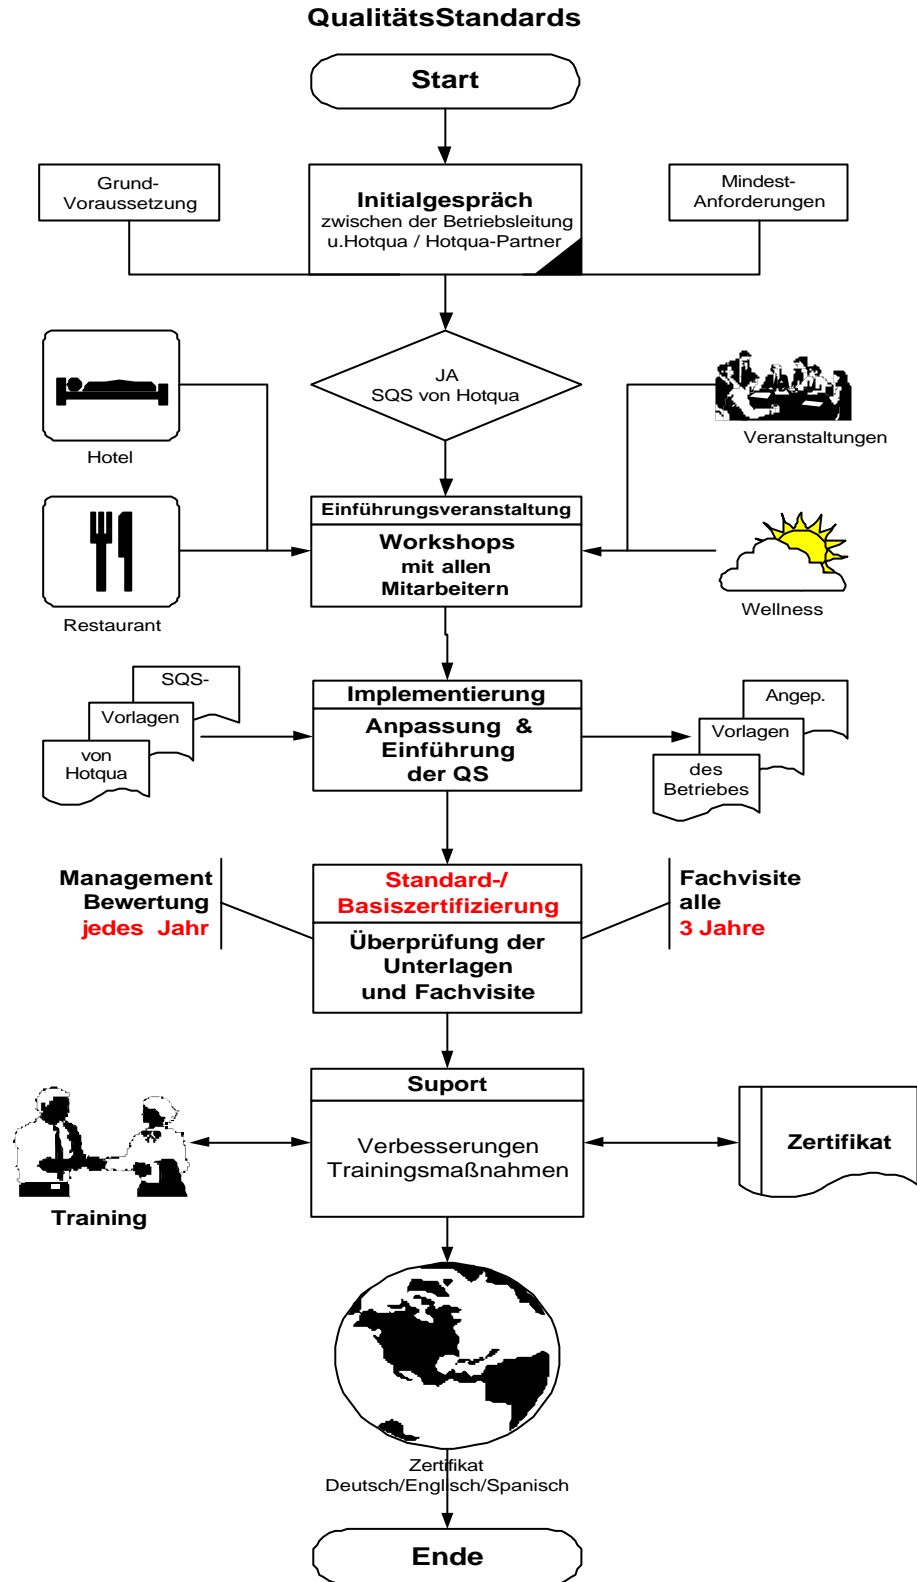 QualitätsStandards
Start
Grund-
Voraussetzung
Initialgespräch
zwischen der Betriebsleitung
u.Hotqua / Hotqua-Partner
Mindest-
Anforderungen
JA
SQS von Hotqua
Hotel
Veranstaltungen
Einführungsveranstaltung
Workshops
mit allen
Mitarbeitern
Restaurant
Wellness
SQS-
Vorlagen
von
Hotqua
Implementierung
Anpassung &
Einführung
der QS
Angep.
Vorlagen
des
Betriebes
Management
Bewertung
jedes Jahr
Standard-/
Basiszertifizierung
Überprüfung der
Unterlagen
und Fachvisite
Fachvisite
alle
3 Jahre
Suport
Verbesserungen
Trainingsmaßnahmen
Training
Zertifikat
Zertifikat
Deutsch/Englisch/Spanisch
Ende